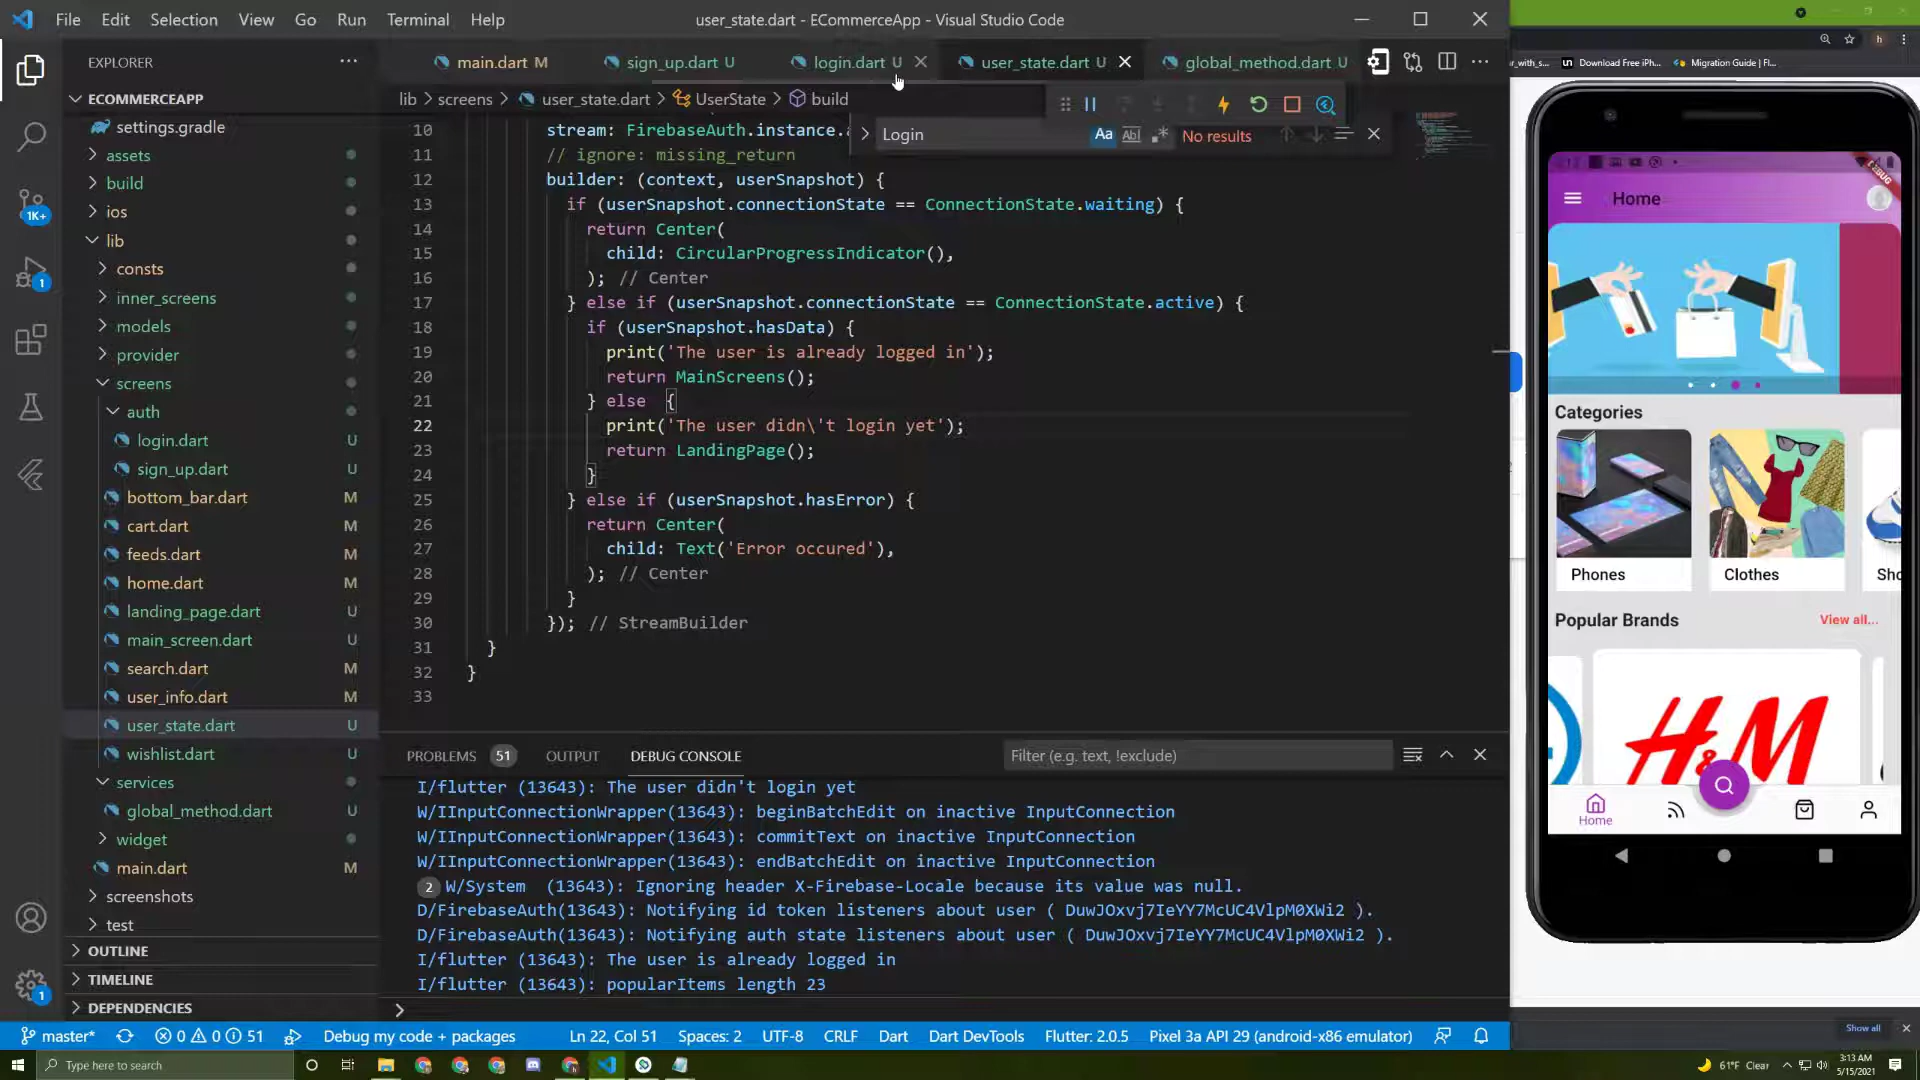 File Edit Selection View Go Run Terminal Help
user_state.dart - ECommerceApp - Visual Studio Code
EXPLORER
main.dart M
sign_up.dart U
login.dart U
user_state.dart U
global_method.dart U
lib > screens > user_state.dart > UserState > build
Login
Aa Abl No results
ECOMMERCEAPP
settings.gradle
assets
build
ios
lib
consts
inner_screens
models
provider
screens
auth
login.dart U
sign_up.dart U
bottom_bar.dart M
cart.dart M
feeds.dart M
home.dart M
landing_page.dart U
main_screen.dart U
search.dart M
user_info.dart M
user_state.dart U
wishlist.dart U
services
global_method.dart U
widget
main.dart M
screenshots
test
OUTLINE
TIMELINE
DEPENDENCIES
1K+
1
1
10 stream: FirebaseAuth.instance.
11 // ignore: missing_return
12 builder: (context, userSnapshot) {
13 if (userSnapshot.connectionState == ConnectionState.waiting) {
14 return Center(
15 child: CircularProgressIndicator(),
16 ); // Center
17 } else if (userSnapshot.connectionState == ConnectionState.active) {
18 if (userSnapshot.hasData) {
19 print('The user is already logged in');
20 return MainScreens();
21 } else {
22 print('The user didn\'t login yet');
23 return LandingPage();
24 }
25 } else if (userSnapshot.hasError) {
26 return Center(
27 child: Text('Error occured'),
28 ); // Center
29 }
30 }); // StreamBuilder
31 }
32 }
33
PROBLEMS 51 OUTPUT DEBUG CONSOLE
Filter (e.g. text, !exclude)
I/flutter (13643): The user didn't login yet
W/IInputConnectionWrapper(13643): beginBatchEdit on inactive InputConnection
W/IInputConnectionWrapper(13643): commitText on inactive InputConnection
W/IInputConnectionWrapper(13643): endBatchEdit on inactive InputConnection
2 W/System (13643): Ignoring header X-Firebase-Locale because its value was null.
D/FirebaseAuth(13643): Notifying id token listeners about user ( DuwJOxvj7IeYY7McUC4VlpM0XWi2 ).
D/FirebaseAuth(13643): Notifying auth state listeners about user ( DuwJOxvj7IeYY7McUC4VlpM0XWi2 ).
I/flutter (13643): The user is already logged in
I/flutter (13643): popularItems length 23
master* 0 0 51 Debug my code + packages Ln 22, Col 51 Spaces: 2 UTF-8 CRLF Dart Dart DevTools Flutter: 2.0.5 Pixel 3a API 29 (android-x86 emulator)
Type here to search
61°F Clear
3:13 AM
5/15/2021
Download Free iPh...
Migration Guide | Fl...
h
Home
Categories
Phones
Clothes
Sho
Popular Brands
View all...
H&M
Home
Show all